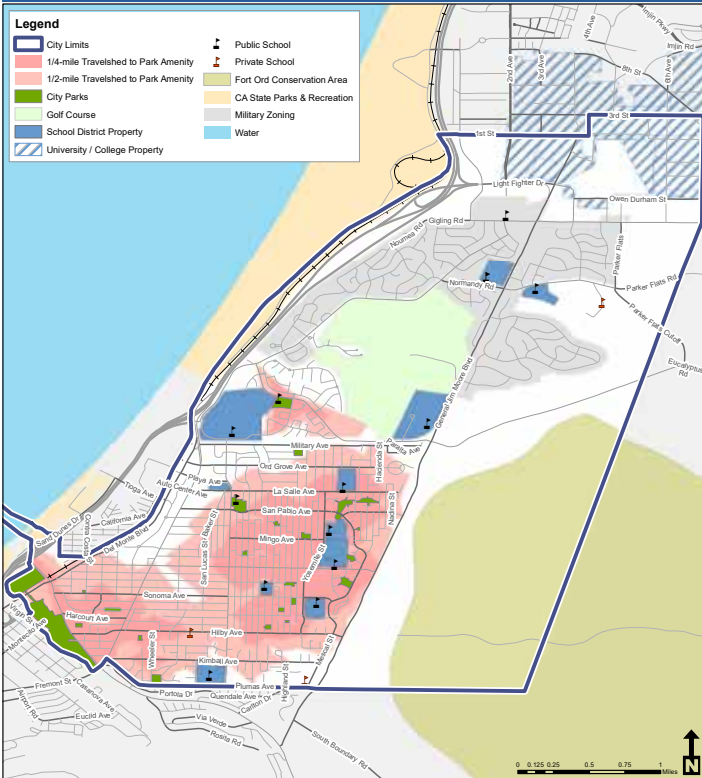 Legend
City Limits
1/4-mile Travelshed to Park Amenity
1/2-mile Travelshed to Park Amenity
City Parks
Golf Course
School District Property
University / College Property
Public School
Private School
Fort Ord Conservation Area
CA State Parks & Recreation
Military Zoning
Water
4th Ave
Imjin Pkwy
Imjin Rd
2nd Ave
3rd Ave
8th St
6th Ave
3rd St
1st St
Light Fighter Dr
Owen Durham St
Gigling Rd
Noumea Rd
Parker Flats
Normandy Rd
Parker Flats Rd
Parker Flats Cutoff
Eucalyptus Rd
General Jim Moore Blvd
Military Ave
Paralta Ave
Hacienda St
Ord Grove Ave
Playa Ave
Auto Center Ave
Tioga Ave
La Salle Ave
San Pablo Ave
Nadina St
California Ave
Sand Dunes Dr
Contra Costa St
Del Monte Blvd
San Lucas St
Baker St
Mingo Ave
Yosemite St
Sonoma Ave
Virgin St
Harcourt Ave
Montecito Ave
Wheeler St
Hilby Ave
Mescal St
Kimball Ave
Highland St
Fremont St
Casanova Ave
Plumas Ave
Portola Dr
Quendale Ave
Carlton Dr
Airport Rd
Euclid Ave
Via Verde
Rosita Rd
South Boundary Rd
0 0.125 0.25 0.5 0.75 1
Miles
N